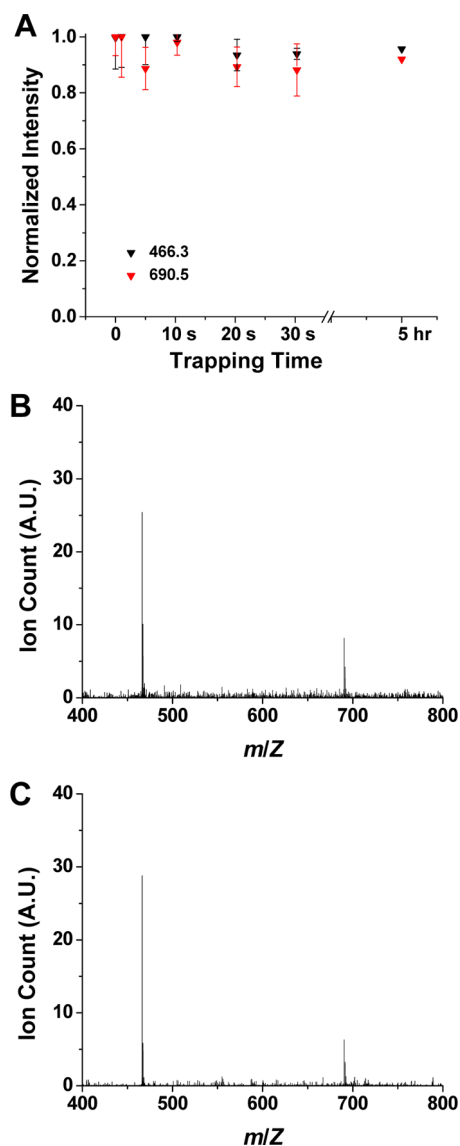 A
Normalized Intensity
1.0
0.8
0.6
0.4
0.2
0.0
466.3
690.5
0 10 s 20 s 30 s 5 hr
Trapping Time
B
Ion Count (A.U.)
40
30
20
10
0
400 500 600 700 800
m/Z
C
Ion Count (A.U.)
40
30
20
10
0
400 500 600 700 800
m/Z